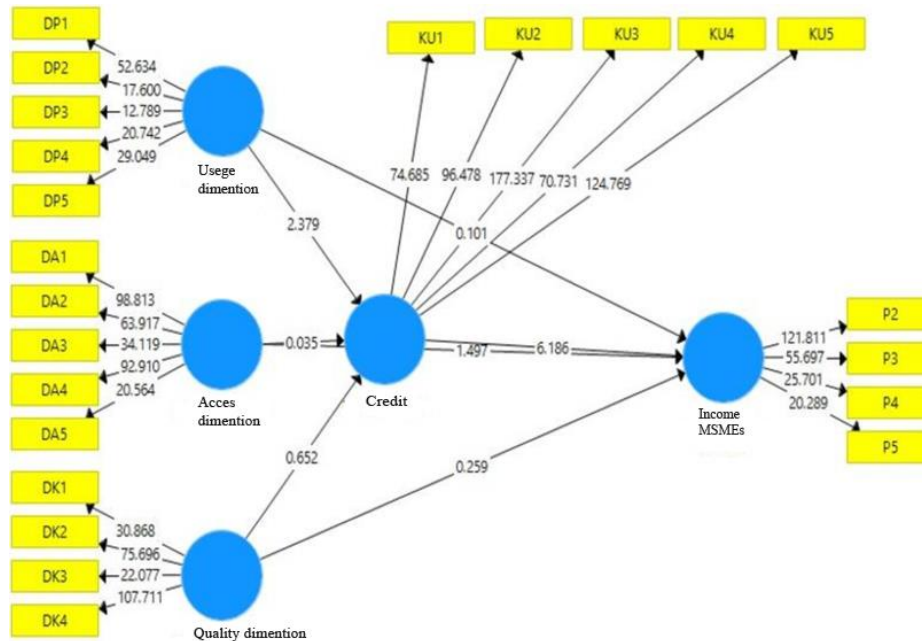 DP1
DP2
DP3
DP4
DP5
52.634
17.600
12.789
20.742
29.049
Usege
dimention
KU1
KU2
KU3
KU4
KU5
74.685
96.478
177.337
70.731
124.769
2.379
0.101
DA1
DA2
DA3
DA4
DA5
98.813
63.917
34.119
92.910
20.564
Acces
dimention
0.035
Credit
1.497
6.186
Income
MSMEs
121.811
55.697
25.701
20.289
P2
P3
P4
P5
0.652
0.259
DK1
DK2
DK3
DK4
30.868
75.696
22.077
107.711
Quality dimention